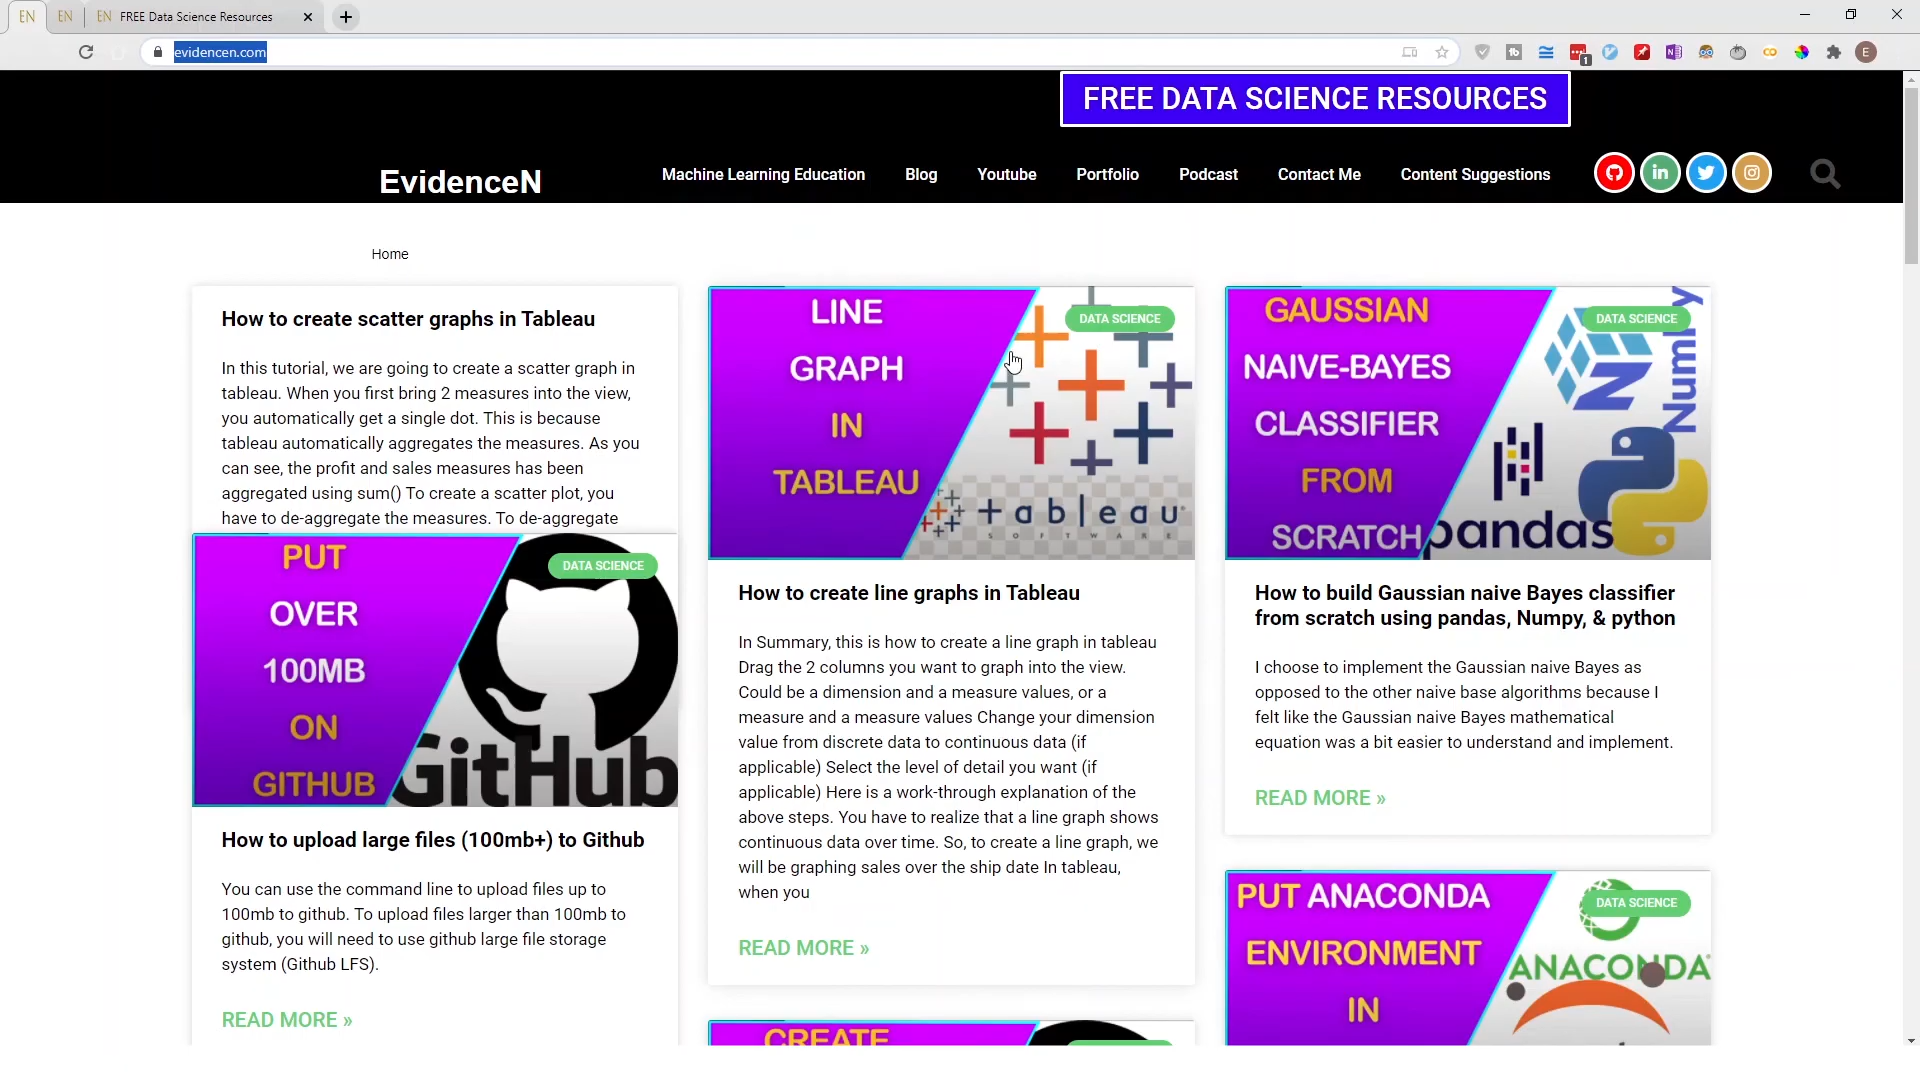 EN
EN
EN FREE Data Science Resources
evidencen.com
1
E
FREE DATA SCIENCE RESOURCES
EvidenceN
Machine Learning Education
Blog
Youtube
Portfolio
Podcast
Contact Me
Content Suggestions
Home
How to create scatter graphs in Tableau
In this tutorial, we are going to create a scatter graph in
tableau. When you first bring 2 measures into the view,
you automatically get a single dot. This is because
tableau automatically aggregates the measures. As you
can see, the profit and sales measures has been
aggregated using sum() To create a scatter plot, you
have to de-aggregate the measures. To de-aggregate
PUT
OVER
100MB
ON
GITHUB
DATA SCIENCE
GitHub
How to upload large files (100mb+) to Github
You can use the command line to upload files up to
100mb to github. To upload files larger than 100mb to
github, you will need to use github large file storage
system (Github LFS).
READ MORE »
LINE
GRAPH
IN
TABLEAU
DATA SCIENCE
+ a b | e a u
S O F T W A R E
How to create line graphs in Tableau
In Summary, this is how to create a line graph in tableau
Drag the 2 columns you want to graph into the view.
Could be a dimension and a measure values, or a
measure and a measure values Change your dimension
value from discrete data to continuous data (if
applicable) Select the level of detail you want (if
applicable) Here is a work-through explanation of the
above steps. You have to realize that a line graph shows
continuous data over time. So, to create a line graph, we
will be graphing sales over the ship date In tableau,
when you
READ MORE »
CREATE
GAUSSIAN
NAIVE-BAYES
CLASSIFIER
FROM
SCRATCH
DATA SCIENCE
NumPy
pandas
How to build Gaussian naive Bayes classifier
from scratch using pandas, Numpy, & python
I choose to implement the Gaussian naive Bayes as
opposed to the other naive base algorithms because I
felt like the Gaussian naive Bayes mathematical
equation was a bit easier to understand and implement.
READ MORE »
PUT ANACONDA
ENVIRONMENT
IN
DATA SCIENCE
ANACONDA